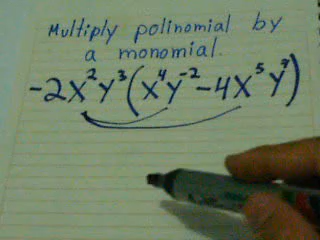 Multiply polinomial by
a monomial.
-2x²y³(x⁴y⁻²-4x⁵y⁷)